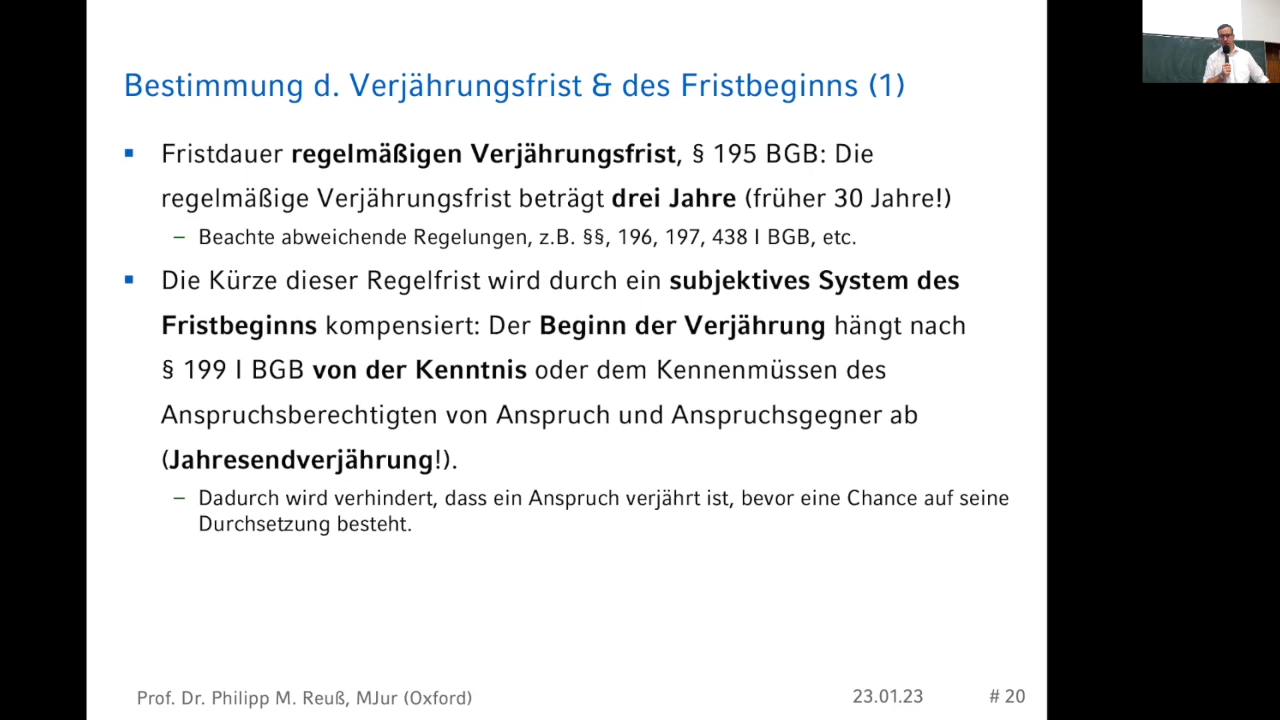 Bestimmung d. Verjährungsfrist & des Fristbeginns (1)
▪ Fristdauer regelmäßigen Verjährungsfrist, § 195 BGB: Die
regelmäßige Verjährungsfrist beträgt drei Jahre (früher 30 Jahre!)
– Beachte abweichende Regelungen, z.B. §§, 196, 197, 438 I BGB, etc.
▪ Die Kürze dieser Regelfrist wird durch ein subjektives System des
Fristbeginns kompensiert: Der Beginn der Verjährung hängt nach
§ 199 I BGB von der Kenntnis oder dem Kennenmüssen des
Anspruchsberechtigten von Anspruch und Anspruchsgegner ab
(Jahresendverjährung!).
– Dadurch wird verhindert, dass ein Anspruch verjährt ist, bevor eine Chance auf seine
Durchsetzung besteht.
Prof. Dr. Philipp M. Reuß, MJur (Oxford) 23.01.23 # 20